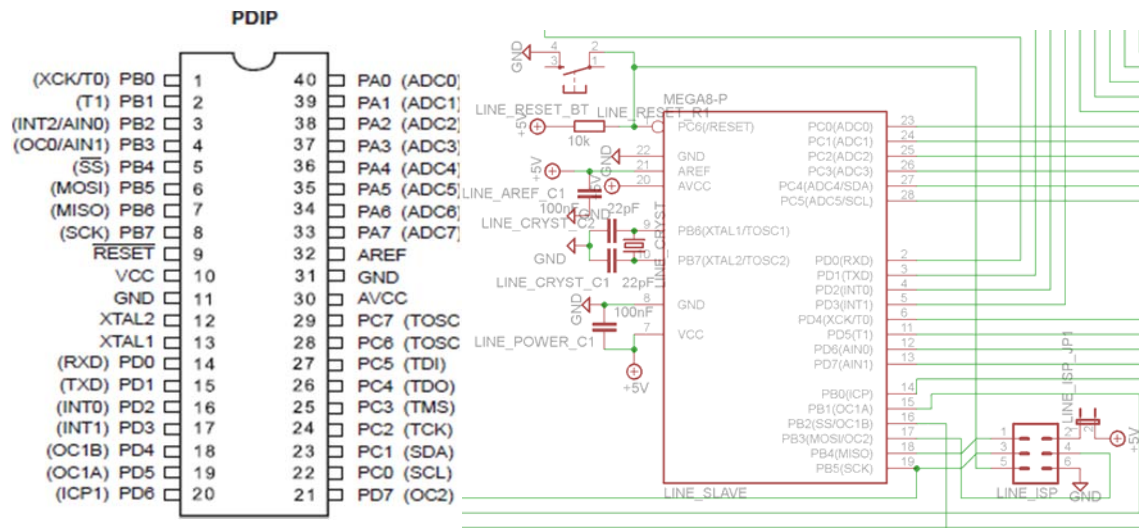 PDIP
(XCK/T0) PB0 1 40 PA0 (ADC0)
(T1) PB1 2 39 PA1 (ADC1)
(INT2/AIN0) PB2 3 38 PA2 (ADC2)
(OC0/AIN1) PB3 4 37 PA3 (ADC3)
(SS) PB4 5 36 PA4 (ADC4)
(MOSI) PB5 6 35 PA5 (ADC5)
(MISO) PB6 7 34 PA6 (ADC6)
(SCK) PB7 8 33 PA7 (ADC7)
RESET 9 32 AREF
VCC 10 31 GND
GND 11 30 AVCC
XTAL2 12 29 PC7 (TOSC
XTAL1 13 28 PC6 (TOSC
(RXD) PD0 14 27 PC5 (TDI)
(TXD) PD1 15 26 PC4 (TDO)
(INT0) PD2 16 25 PC3 (TMS)
(INT1) PD3 17 24 PC2 (TCK)
(OC1B) PD4 18 23 PC1 (SDA)
(OC1A) PD5 19 22 PC0 (SCL)
(ICP1) PD6 20 21 PD7 (OC2)
GND 4 2
3 1
MEGA8-P
LINE_RESET_BT LINE_RESET_R1
+5V 10k 1 PC6(/RESET) PC0(ADC0) 23
PC1(ADC1) 24
GND 22 GND PC2(ADC2) 25
+5V 21 AREF PC3(ADC3) 26
+5V 20 AVCC PC4(ADC4/SDA) 27
LINE_AREF_C1 PC5(ADC5/SCL) 28
100nF GND 22pF
LINE_CRYST_C2 9 PB6(XTAL1/TOSC1)
LINE_CRYST
GND 10 PB7(XTAL2/TOSC2) PD0(RXD) 2
LINE_CRYST_C1 22pF PD1(TXD) 3
PD2(INT0) 4
GND 8 GND PD3(INT1) 5
100nF PD4(XCK/T0) 6
LINE_POWER_C1 7 VCC PD5(T1) 11
PD6(AIN0) 12
PD7(AIN1) 13
+5V
PB0(ICP) 14
PB1(OC1A) 15
PB2(SS/OC1B) 16
PB3(MOSI/OC2) 17
PB4(MISO) 18
PB5(SCK) 19
LINE_ISP_JP1
1 2 +5V
3 4
5 6
LINE_SLAVE LINE_ISP GND